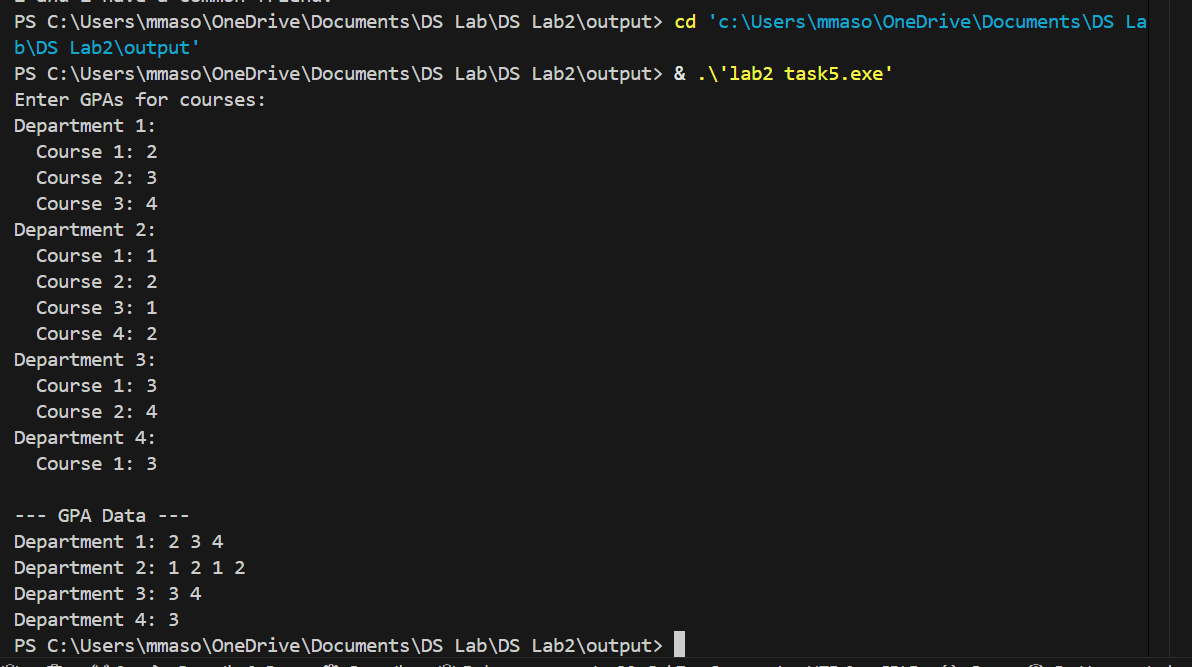 PS C:\Users\mmaso\OneDrive\Documents\DS Lab\DS Lab2\output> cd 'c:\Users\mmaso\OneDrive\Documents\DS La
b\DS Lab2\output'
PS C:\Users\mmaso\OneDrive\Documents\DS Lab\DS Lab2\output> & .\'lab2 task5.exe'
Enter GPAs for courses:
Department 1:
  Course 1: 2
  Course 2: 3
  Course 3: 4
Department 2:
  Course 1: 1
  Course 2: 2
  Course 3: 1
  Course 4: 2
Department 3:
  Course 1: 3
  Course 2: 4
Department 4:
  Course 1: 3

--- GPA Data ---
Department 1: 2 3 4
Department 2: 1 2 1 2
Department 3: 3 4
Department 4: 3
PS C:\Users\mmaso\OneDrive\Documents\DS Lab\DS Lab2\output>